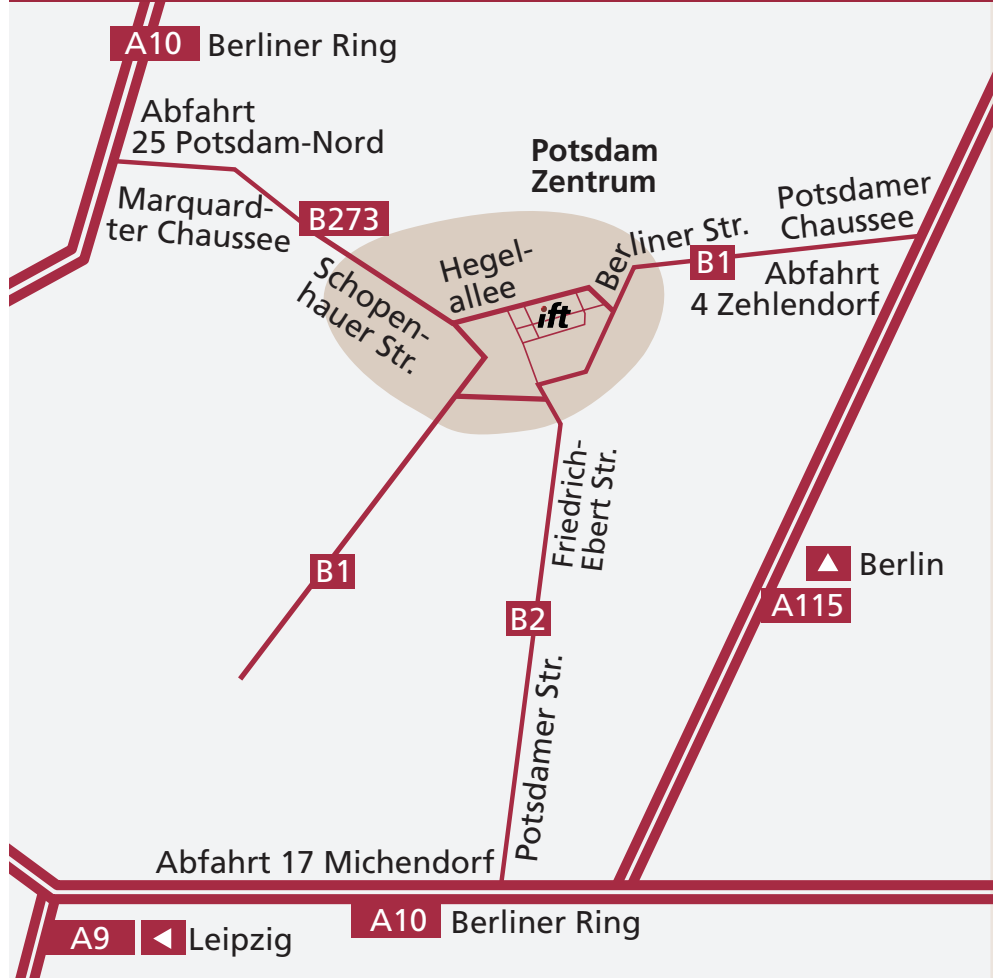 A10 Berliner Ring
Abfahrt
25 Potsdam-Nord
Marquard-
ter Chaussee
B273
Potsdam
Zentrum
Potsdamer
Chaussee
Berliner Str.
B1
Abfahrt
4 Zehlendorf
Hegel-
allee
ift
Schopen-
hauer Str.
Friedrich-
Ebert Str.
B1
B2
Berlin
A115
Potsdamer Str.
Abfahrt 17 Michendorf
A10 Berliner Ring
A9 Leipzig